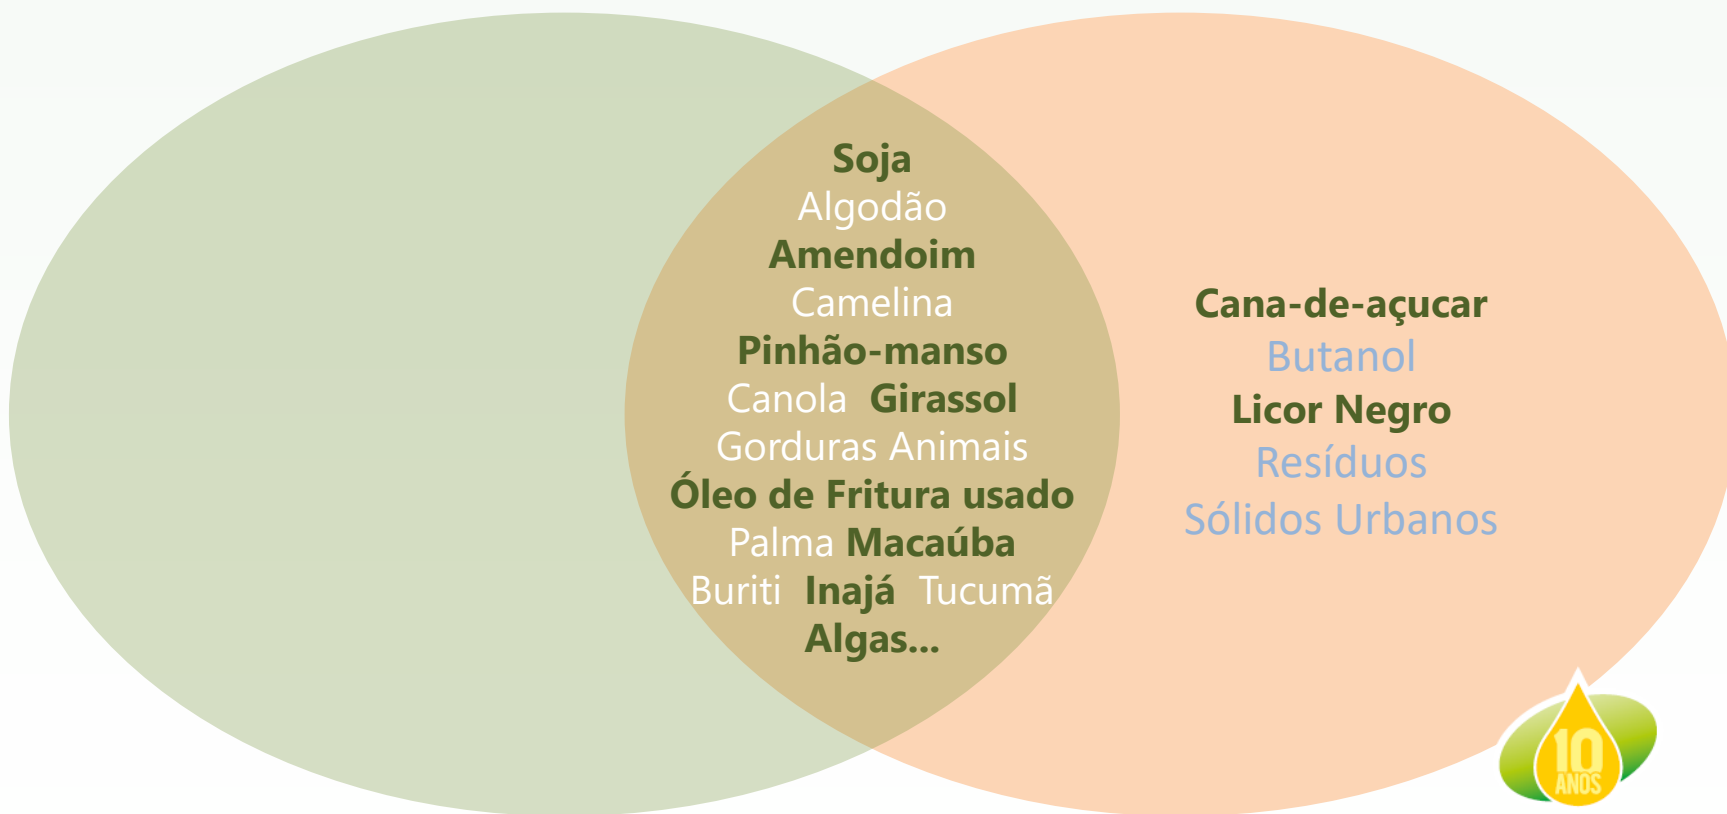 Soja
Algodão
Amendoim
Camelina
Pinhão-manso
Canola Girassol
Gorduras Animais
Óleo de Fritura usado
Palma Macaúba
Buriti Inajá Tucumã
Algas...
Cana-de-açucar
Butanol
Licor Negro
Resíduos
Sólidos Urbanos
10
ANOS